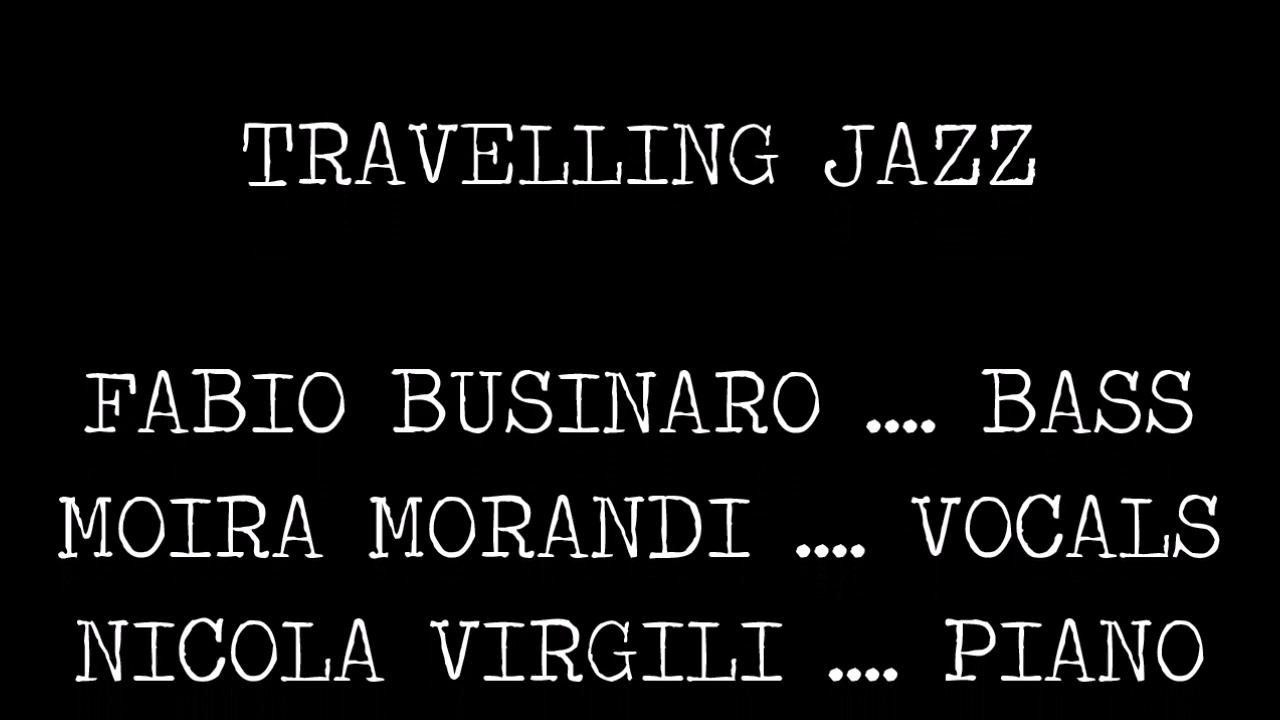 TRAVELLING JAZZ
FABIO BUSINARO .... BASS
MOIRA MORANDI .... VOCALS
NICOLA VIRGILI .... PIANO